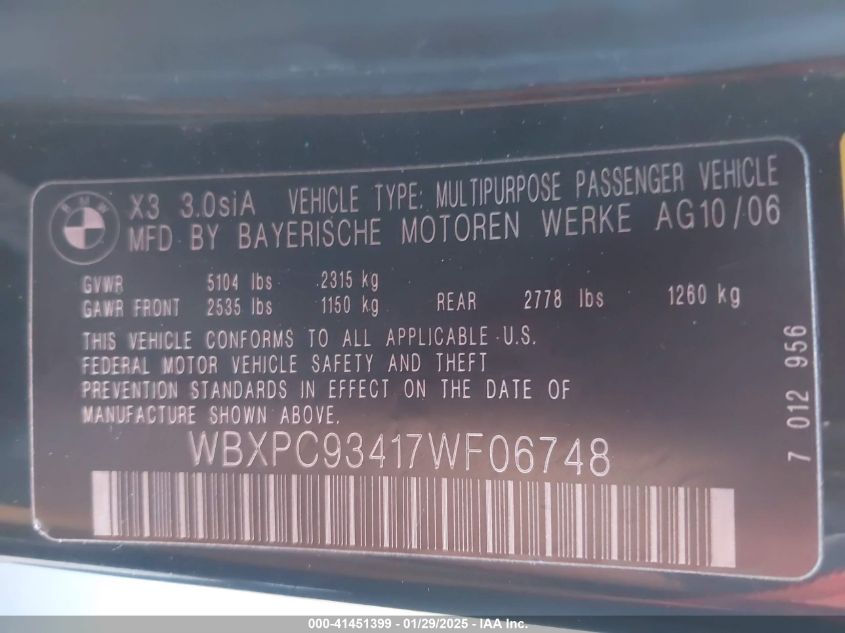 BMW
X3 3.0siA VEHICLE TYPE: MULTIPURPOSE PASSENGER VEHICLE
MFD BY BAYERISCHE MOTOREN WERKE AG10/06
GVWR 5104 lbs 2315 kg
GAWR FRONT 2535 lbs 1150 kg REAR 2778 lbs 1260 kg
THIS VEHICLE CONFORMS TO ALL APPLICABLE U.S.
FEDERAL MOTOR VEHICLE SAFETY AND THEFT
PREVENTION STANDARDS IN EFFECT ON THE DATE OF
MANUFACTURE SHOWN ABOVE.
WBXPC93417WF06748
7 012 956
000-41451399 - 01/29/2025 - IAA Inc.